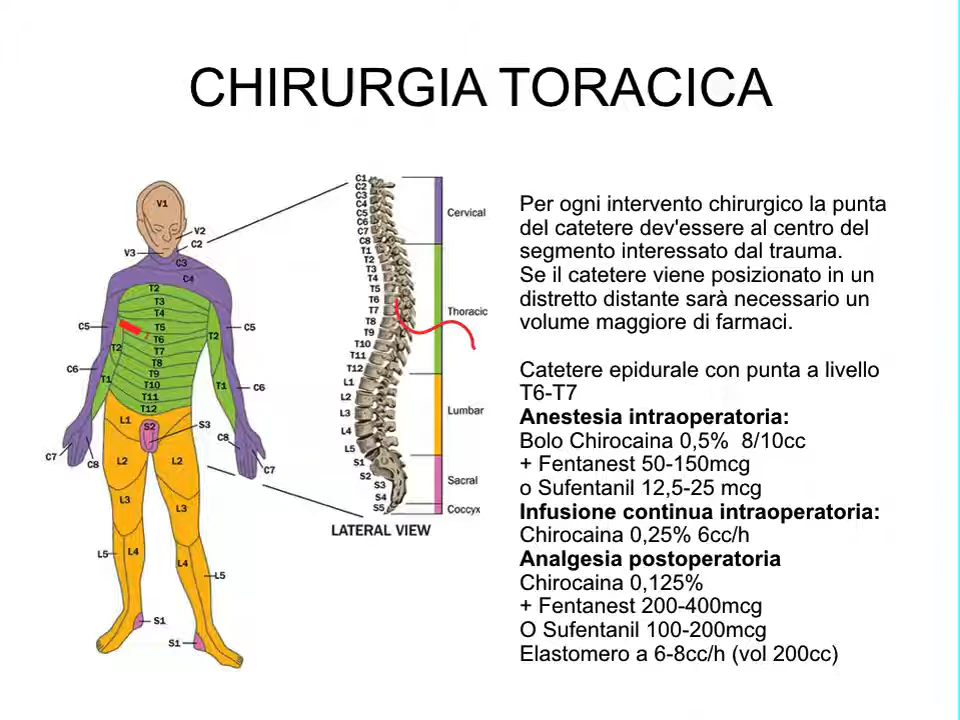 CHIRURGIA TORACICA
V1
V2
C2
V3
C3
C4
T2
T3
T4
C5
T5
C5
T6
T2
T2
T7
T8
C6
T9
T1
T10
T1
C6
T11
T12
L1
S2
S3
C8
C7
C8
L2
L2
C7
L3
L3
L5
L4
L4
L5
S1
S1
C1
C2
C3
C4
C5
C6
C7
C8
T1
T2
T3
T4
T5
T6
T7
T8
T9
T10
T11
T12
L1
L2
L3
L4
L5
S1
S2
S3
S4
S5
Cervical
Thoracic
Lumbar
Sacral
Coccyx
LATERAL VIEW
Per ogni intervento chirurgico la punta
del catetere dev'essere al centro del
segmento interessato dal trauma.
Se il catetere viene posizionato in un
distretto distante sarà necessario un
volume maggiore di farmaci.
Catetere epidurale con punta a livello
T6-T7
Anestesia intraoperatoria:
Bolo Chirocaina 0,5% 8/10cc
+ Fentanest 50-150mcg
o Sufentanil 12,5-25 mcg
Infusione continua intraoperatoria:
Chirocaina 0,25% 6cc/h
Analgesia postoperatoria
Chirocaina 0,125%
+ Fentanest 200-400mcg
O Sufentanil 100-200mcg
Elastomero a 6-8cc/h (vol 200cc)